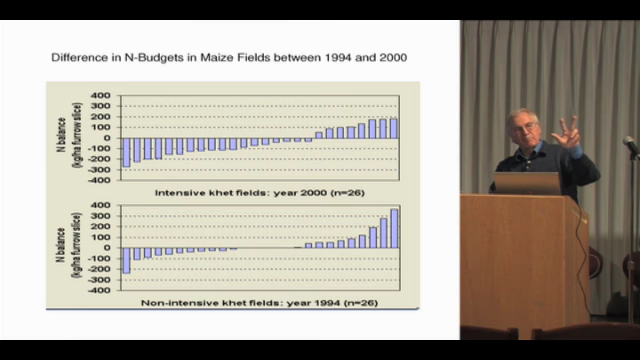 Difference in N-Budgets in Maize Fields between 1994 and 2000
N balance
(kg/ha furrow slice)
400
300
200
100
0
-100
-200
-300
-400
Intensive khet fields: year 2000 (n=26)
N balance
(kg/ha furrow slice)
400
300
200
100
0
-100
-200
-300
-400
Non-intensive khet fields: year 1994 (n=26)